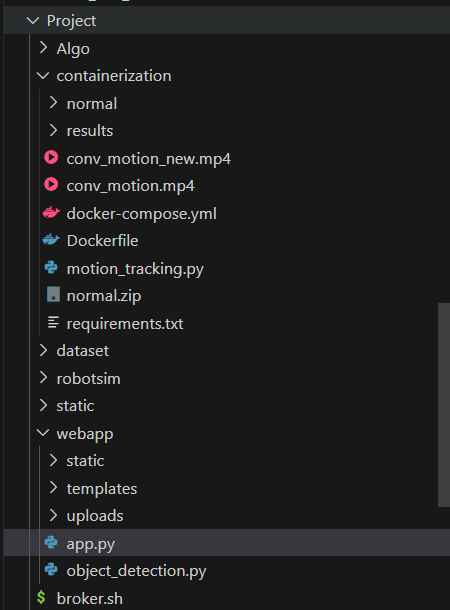 Project
Algo
containerization
normal
results
conv_motion_new.mp4
conv_motion.mp4
docker-compose.yml
Dockerfile
motion_tracking.py
normal.zip
requirements.txt
dataset
robotsim
static
webapp
static
templates
uploads
app.py
object_detection.py
$ broker.sh